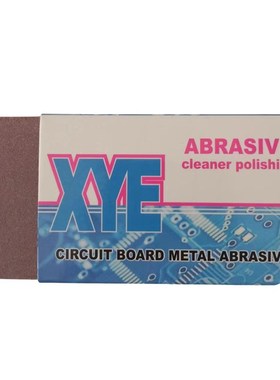 ABRASIV
cleaner polishi
XYE
CIRCUIT BOARD METAL ABRASIV